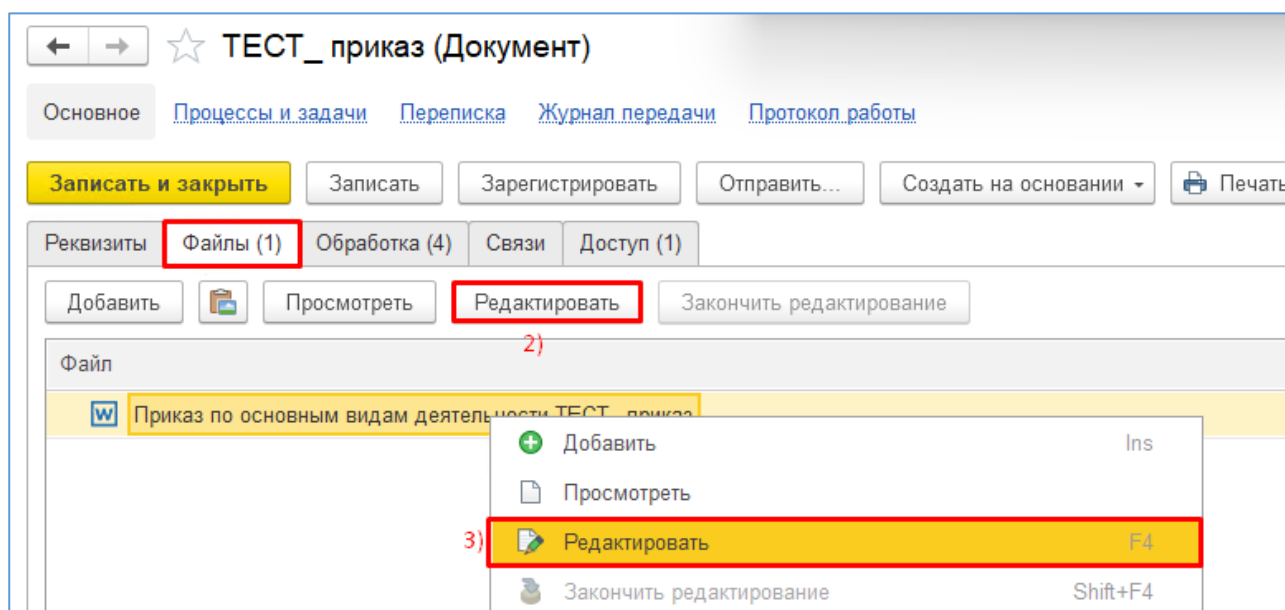 ТЕСТ_ приказ (Документ)
Основное Процессы и задачи Переписка Журнал передачи Протокол работы
Записать и закрыть Записать Зарегистрировать Отправить... Создать на основании Печать
Реквизиты Файлы (1) Обработка (4) Связи Доступ (1)
Добавить Просмотреть Редактировать Закончить редактирование
2)
Файл
Приказ по основным видам деятельности ТЕСТ_ приказ
Добавить Ins
Просмотреть
3) Редактировать F4
Закончить редактирование Shift+F4